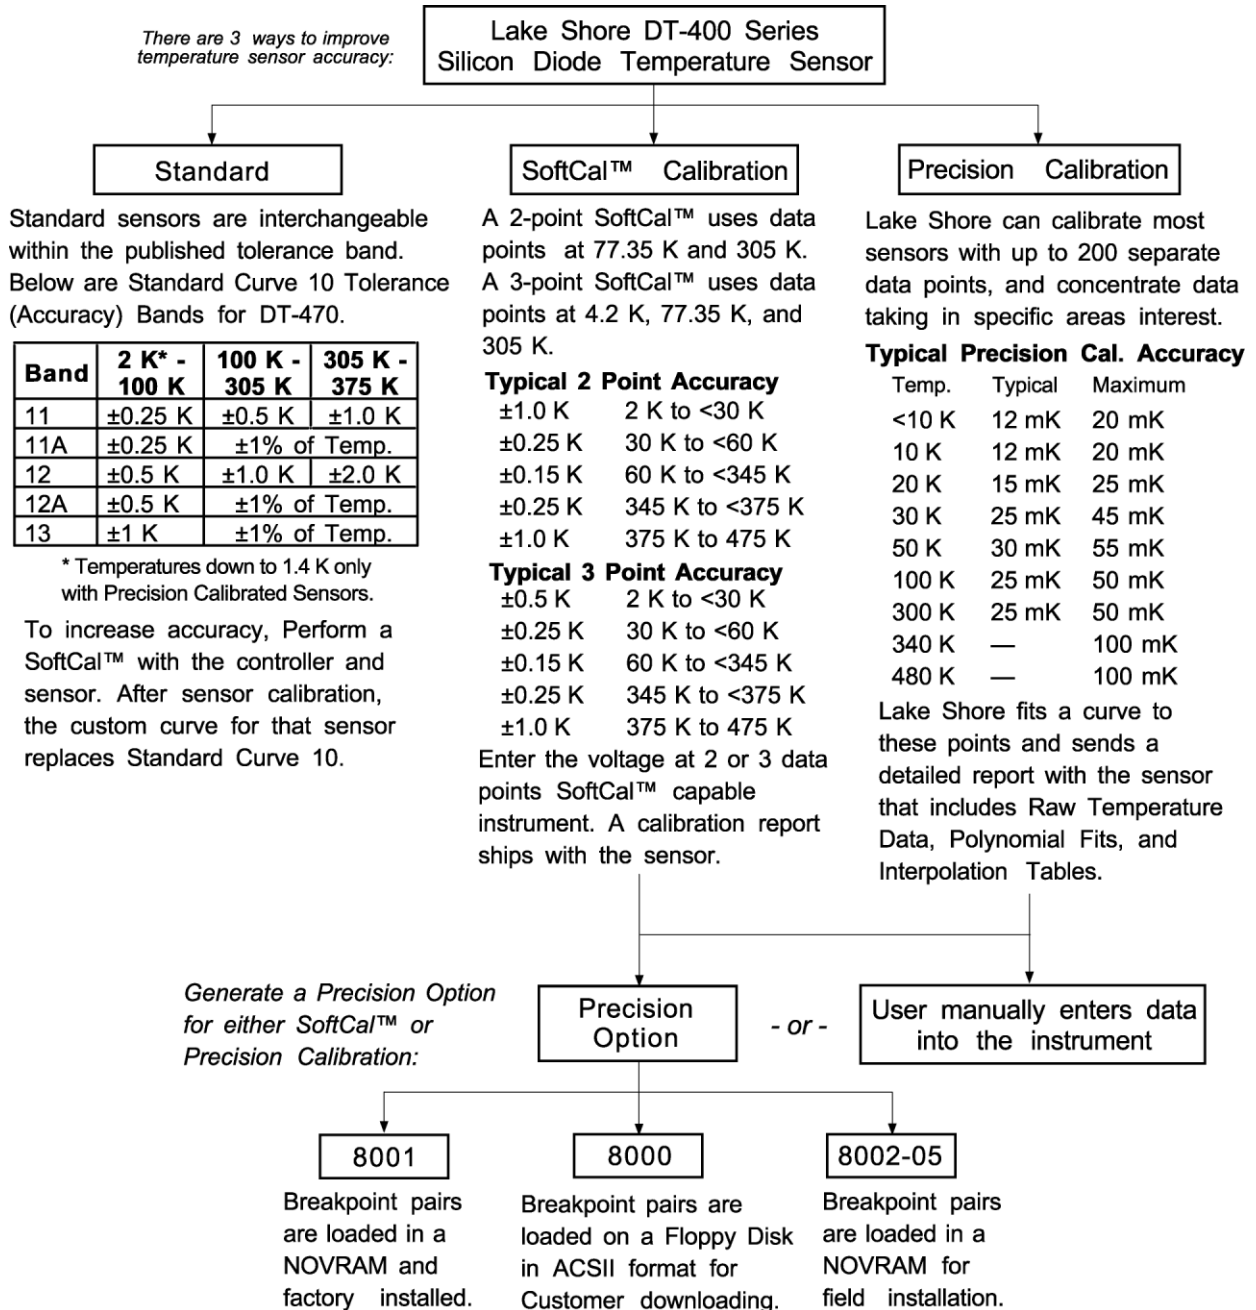 There are 3 ways to improve
temperature sensor accuracy:
Lake Shore DT-400 Series
Silicon Diode Temperature Sensor
Standard
Standard sensors are interchangeable
within the published tolerance band.
Below are Standard Curve 10 Tolerance
(Accuracy) Bands for DT-470.
Band 2 K* - 100 K 100 K - 305 K 305 K - 375 K
11 ±0.25 K ±0.5 K ±1.0 K
11A ±0.25 K ±1% of Temp.
12 ±0.5 K ±1.0 K ±2.0 K
12A ±0.5 K ±1% of Temp.
13 ±1 K ±1% of Temp.
* Temperatures down to 1.4 K only
with Precision Calibrated Sensors.
To increase accuracy, Perform a
SoftCal™ with the controller and
sensor. After sensor calibration,
the custom curve for that sensor
replaces Standard Curve 10.
SoftCal™ Calibration
A 2-point SoftCal™ uses data
points at 77.35 K and 305 K.
A 3-point SoftCal™ uses data
points at 4.2 K, 77.35 K, and
305 K.
Typical 2 Point Accuracy
±1.0 K 2 K to <30 K
±0.25 K 30 K to <60 K
±0.15 K 60 K to <345 K
±0.25 K 345 K to <375 K
±1.0 K 375 K to 475 K
Typical 3 Point Accuracy
±0.5 K 2 K to <30 K
±0.25 K 30 K to <60 K
±0.15 K 60 K to <345 K
±0.25 K 345 K to <375 K
±1.0 K 375 K to 475 K
Enter the voltage at 2 or 3 data
points SoftCal™ capable
instrument. A calibration report
ships with the sensor.
Precision Calibration
Lake Shore can calibrate most
sensors with up to 200 separate
data points, and concentrate data
taking in specific areas interest.
Typical Precision Cal. Accuracy
Temp. Typical Maximum
<10 K 12 mK 20 mK
10 K 12 mK 20 mK
20 K 15 mK 25 mK
30 K 25 mK 45 mK
50 K 30 mK 55 mK
100 K 25 mK 50 mK
300 K 25 mK 50 mK
340 K — 100 mK
480 K — 100 mK
Lake Shore fits a curve to
these points and sends a
detailed report with the sensor
that includes Raw Temperature
Data, Polynomial Fits, and
Interpolation Tables.
Generate a Precision Option
for either SoftCal™ or
Precision Calibration:
Precision
Option
- or -
User manually enters data
into the instrument
8001
Breakpoint pairs
are loaded in a
NOVRAM and
factory installed.
8000
Breakpoint pairs are
loaded on a Floppy Disk
in ACSII format for
Customer downloading.
8002-05
Breakpoint pairs
are loaded in a
NOVRAM for
field installation.